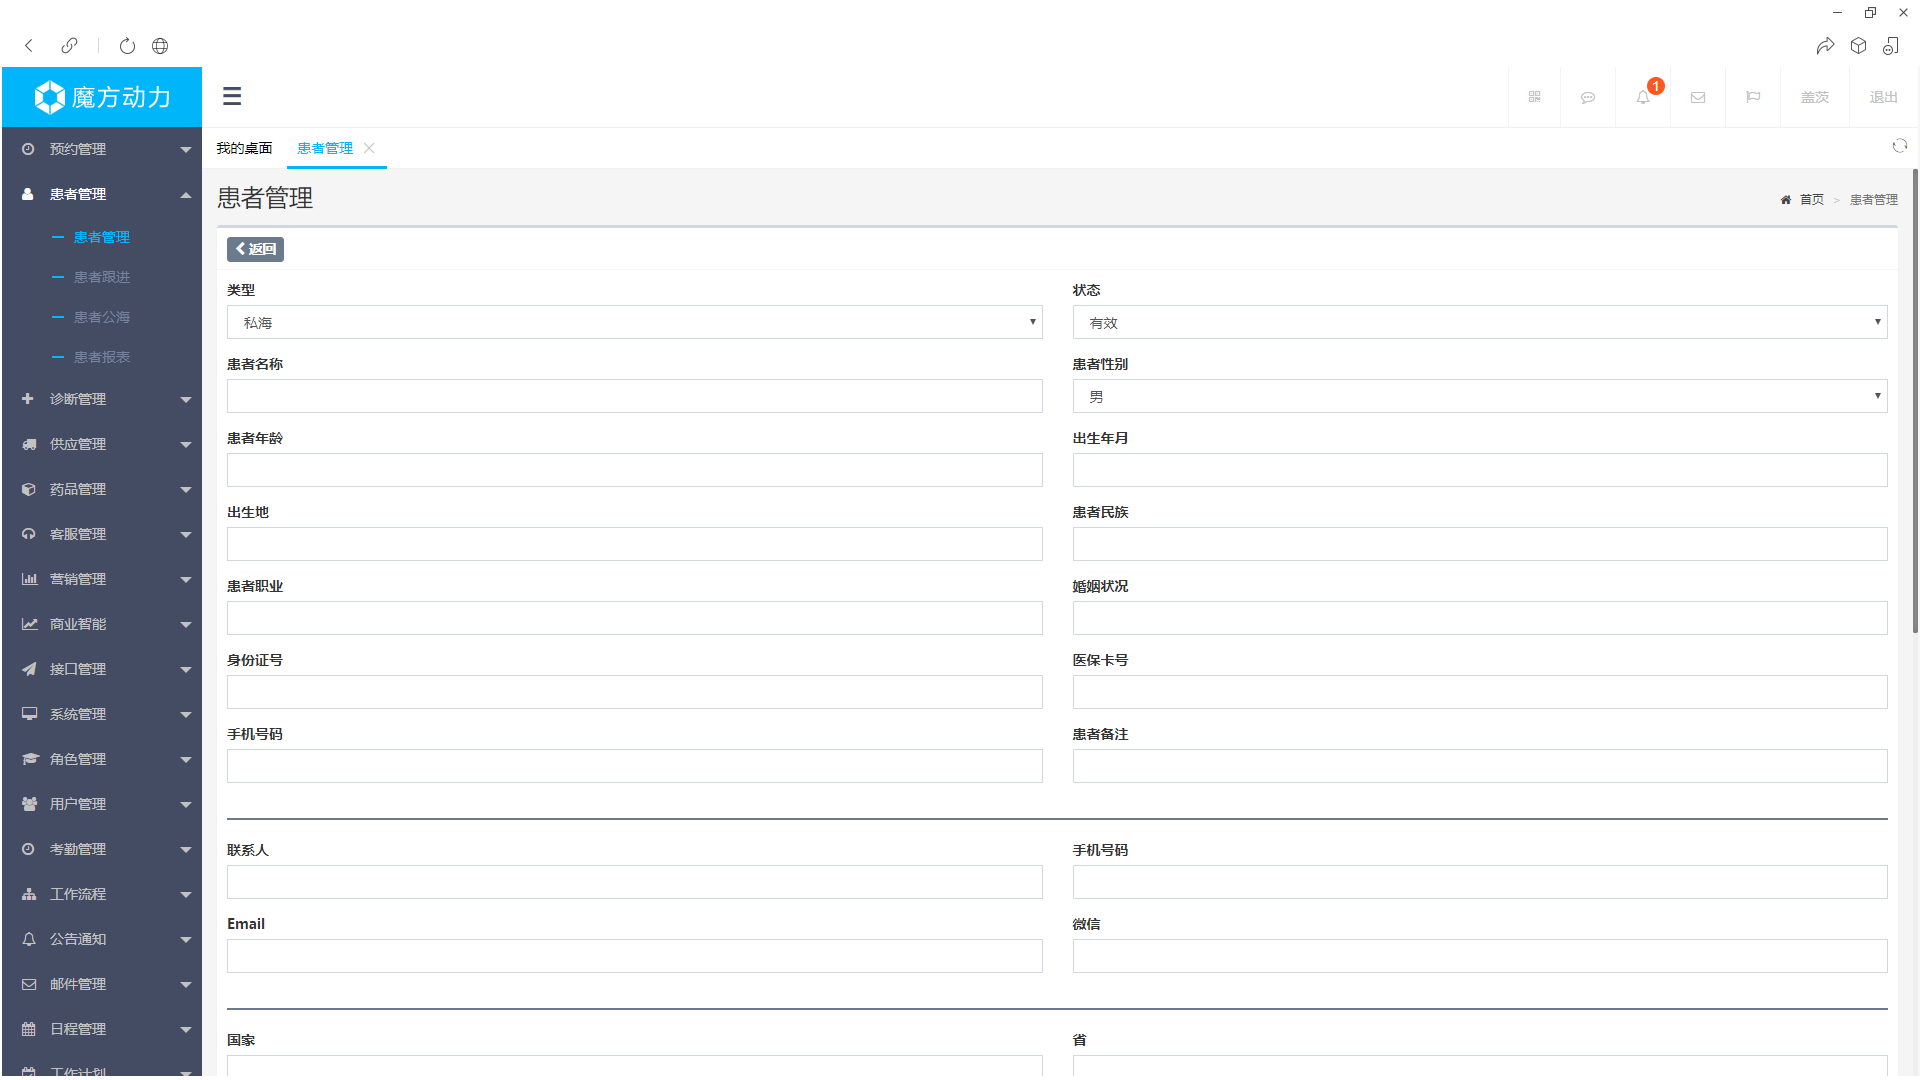 魔方动力
1
盖茨
退出
预约管理
患者管理
患者管理
患者跟进
患者公海
患者报表
诊断管理
供应管理
药品管理
客服管理
营销管理
商业智能
接口管理
系统管理
角色管理
用户管理
考勤管理
工作流程
公告通知
邮件管理
日程管理
工作计划
我的桌面
患者管理
患者管理
首页 > 患者管理
返回
类型
状态
私海
有效
患者名称
患者性别
男
患者年龄
出生年月
出生地
患者民族
患者职业
婚姻状况
身份证号
医保卡号
手机号码
患者备注
联系人
手机号码
Email
微信
国家
省